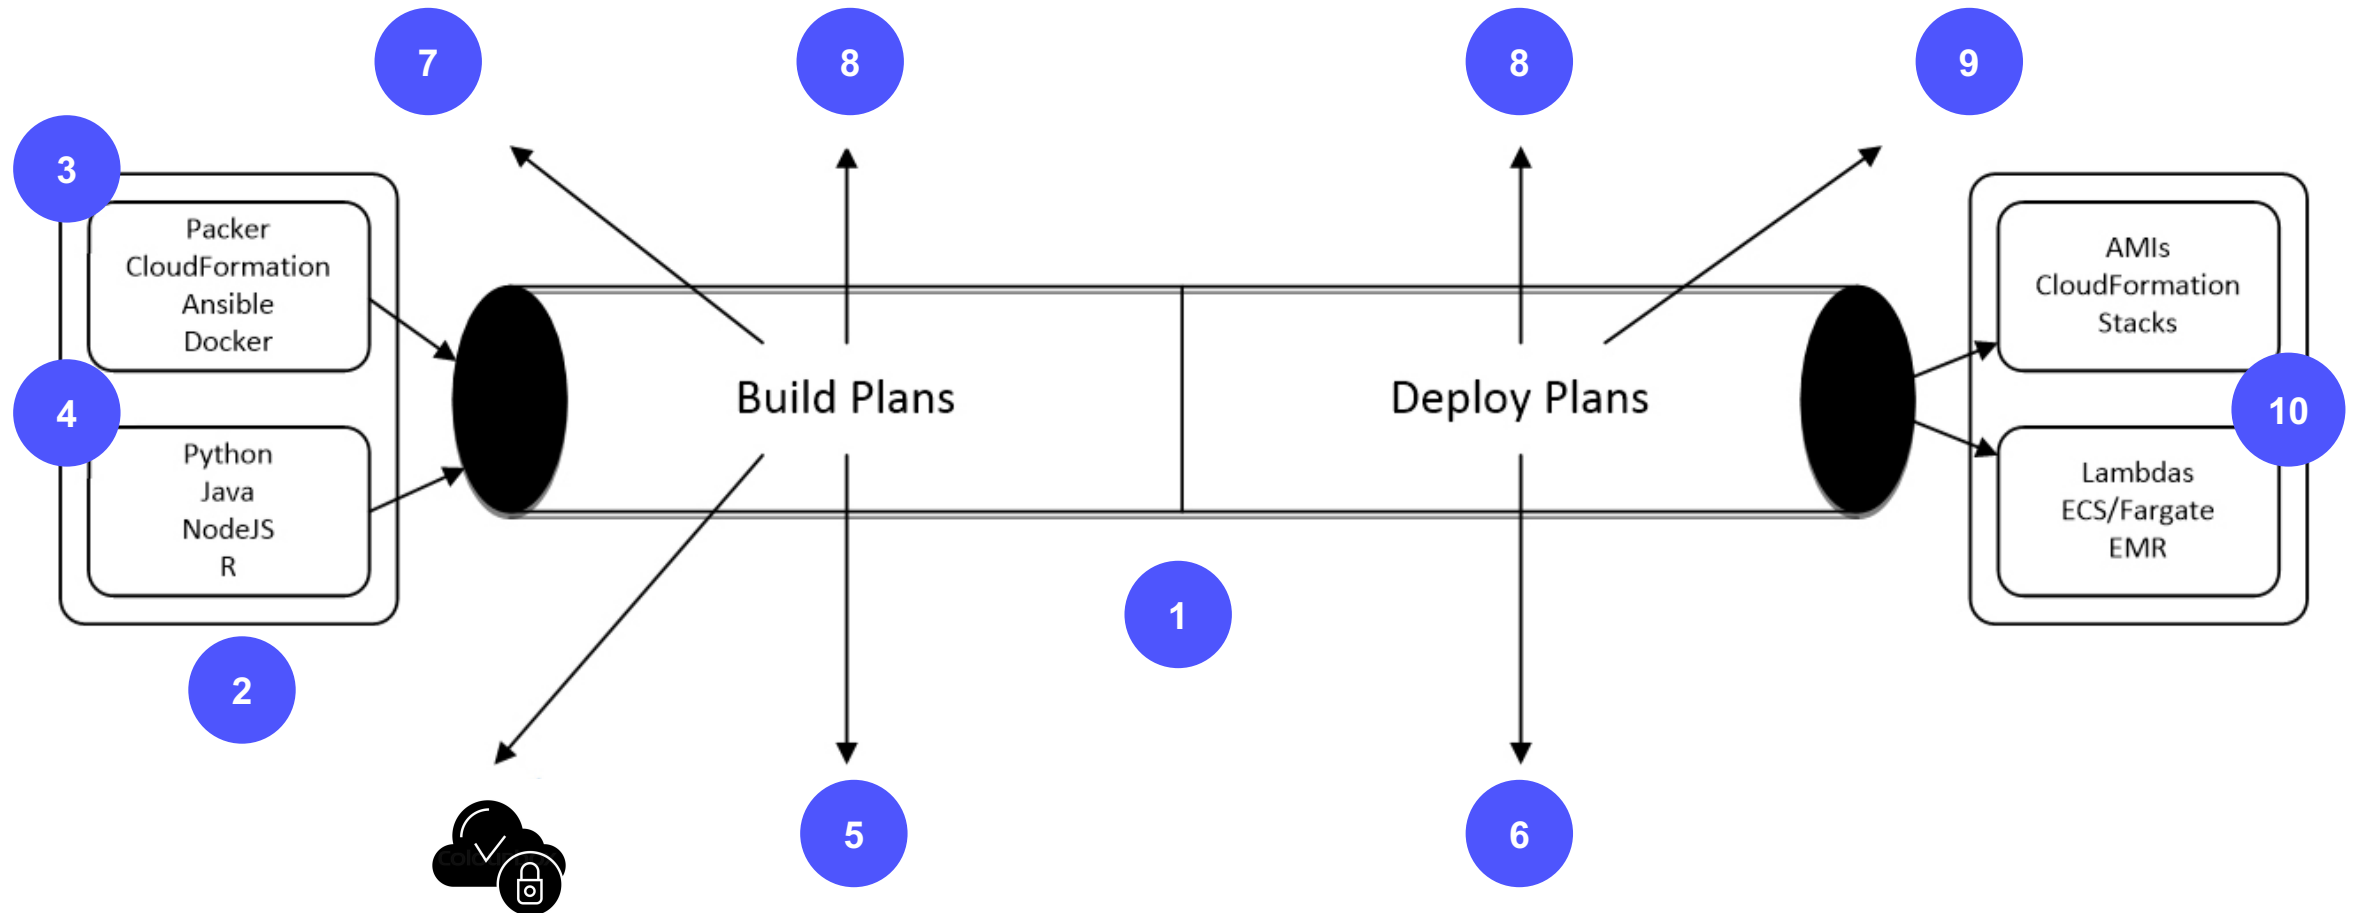 7
8
8
9
3
Packer
CloudFormation
Ansible
Docker
4
Python
Java
NodeJS
R
2
Build Plans
Deploy Plans
1
AMIs
CloudFormation
Stacks
10
Lambdas
ECS/Fargate
EMR
5
6